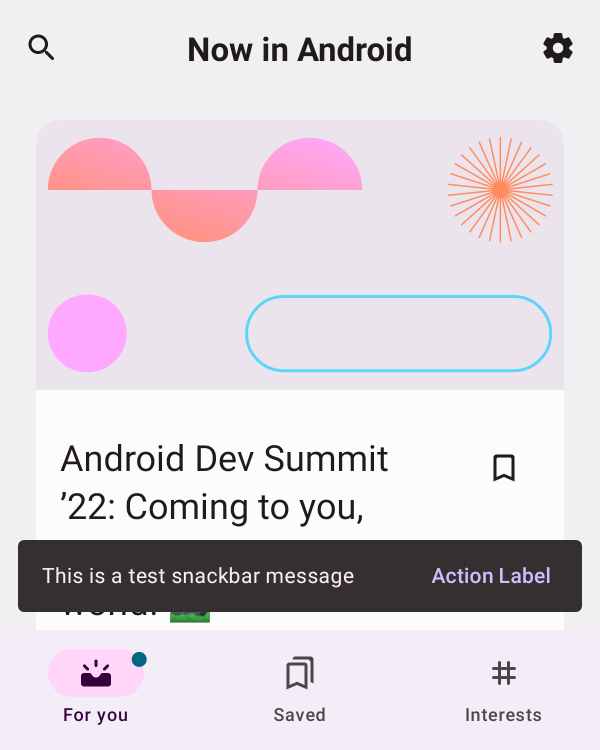 Now in Android
Android Dev Summit
’22: Coming to you,
This is a test snackbar message
Action Label
For you
Saved
Interests